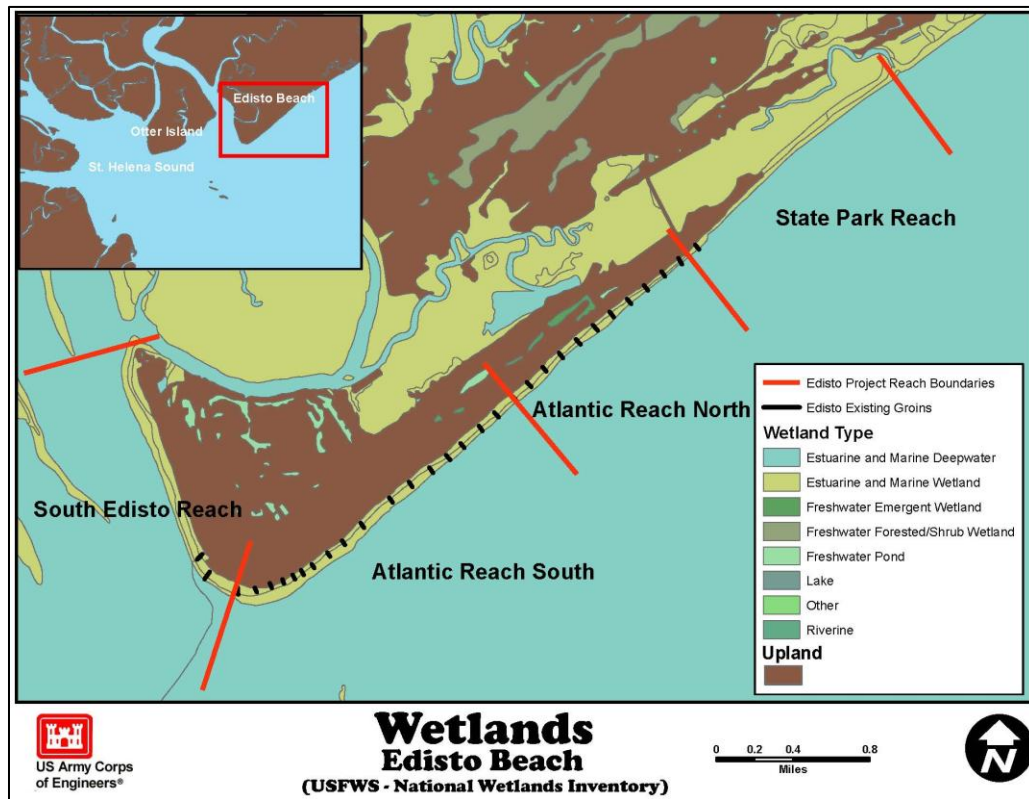 Edisto Beach
Otter Island
St. Helena Sound
State Park Reach
Atlantic Reach North
South Edisto Reach
Atlantic Reach South
Edisto Project Reach Boundaries
Edisto Existing Groins
Wetland Type
Estuarine and Marine Deepwater
Estuarine and Marine Wetland
Freshwater Emergent Wetland
Freshwater Forested/Shrub Wetland
Freshwater Pond
Lake
Other
Riverine
Upland
US Army Corps
of Engineers®
Wetlands
Edisto Beach
(USFWS - National Wetlands Inventory)
0 0.2 0.4 0.8
Miles
N